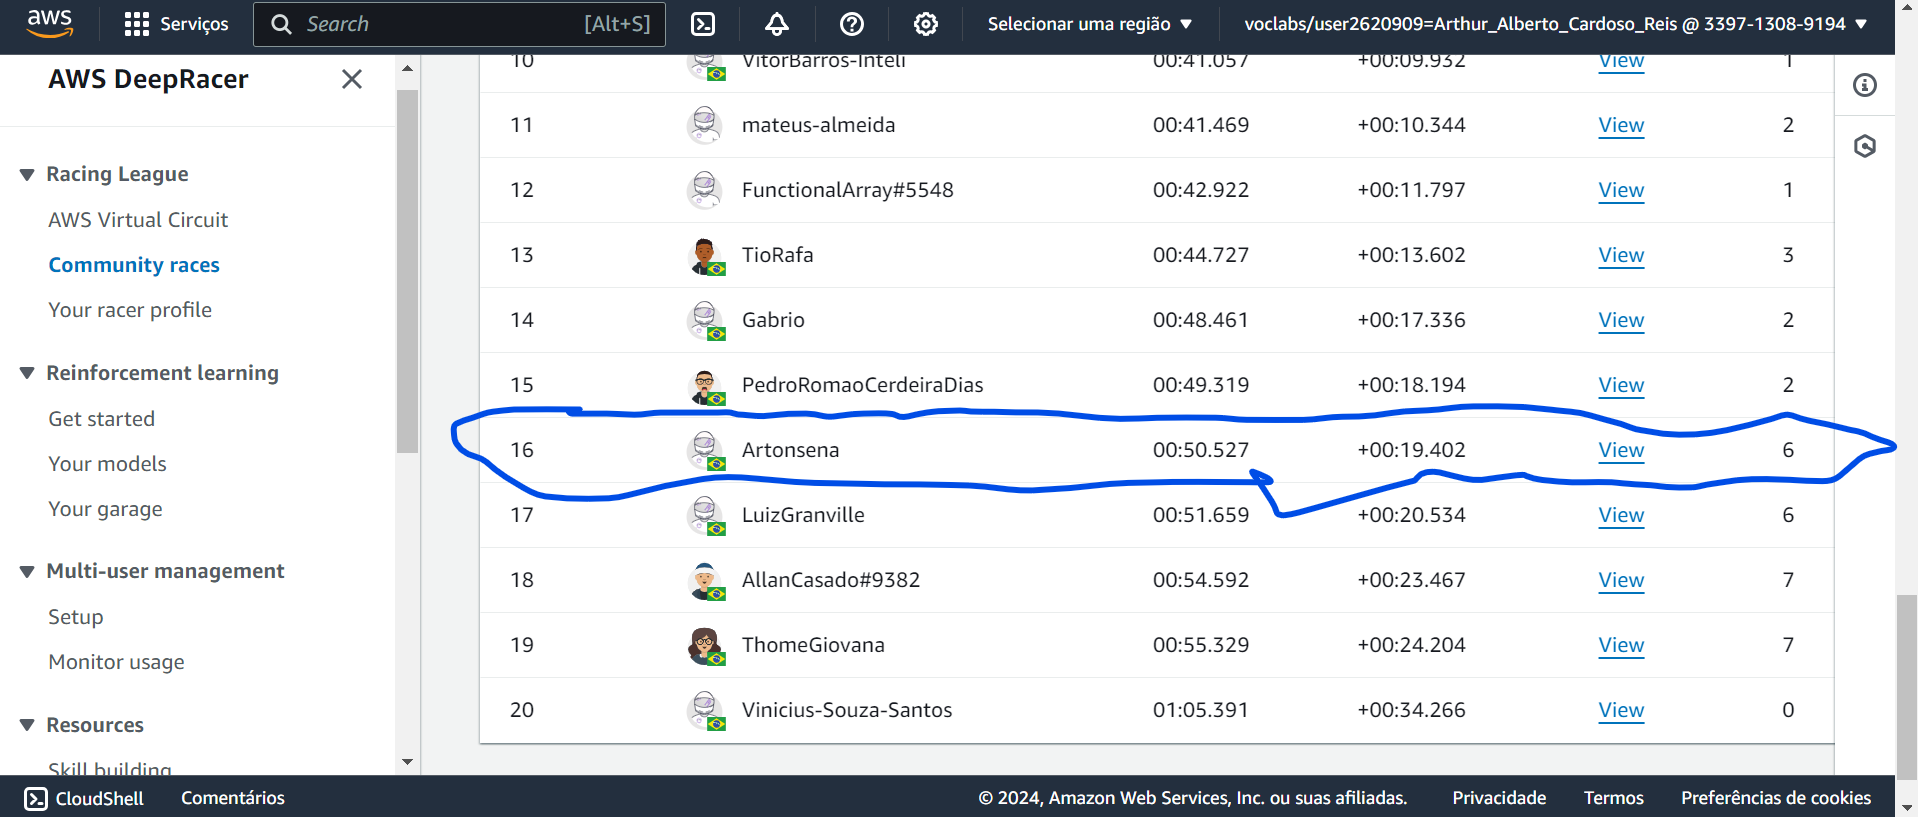 aws Serviços Search [Alt+S] Selecionar uma região voclabs/user2620909=Arthur_Alberto_Cardoso_Reis @ 3397-1308-9194
AWS DeepRacer
Racing League
AWS Virtual Circuit
Community races
Your racer profile
Reinforcement learning
Get started
Your models
Your garage
Multi-user management
Setup
Monitor usage
Resources
Skill building
10 VitorBarros-Inteli 00:41.057 +00:09.932 View 1
11 mateus-almeida 00:41.469 +00:10.344 View 2
12 FunctionalArray#5548 00:42.922 +00:11.797 View 1
13 TioRafa 00:44.727 +00:13.602 View 3
14 Gabrio 00:48.461 +00:17.336 View 2
15 PedroRomaoCerdeiraDias 00:49.319 +00:18.194 View 2
16 Artonsena 00:50.527 +00:19.402 View 6
17 LuizGranville 00:51.659 +00:20.534 View 6
18 AllanCasado#9382 00:54.592 +00:23.467 View 7
19 ThomeGiovana 00:55.329 +00:24.204 View 7
20 Vinicius-Souza-Santos 01:05.391 +00:34.266 View 0
CloudShell Comentários © 2024, Amazon Web Services, Inc. ou suas afiliadas. Privacidade Termos Preferências de cookies